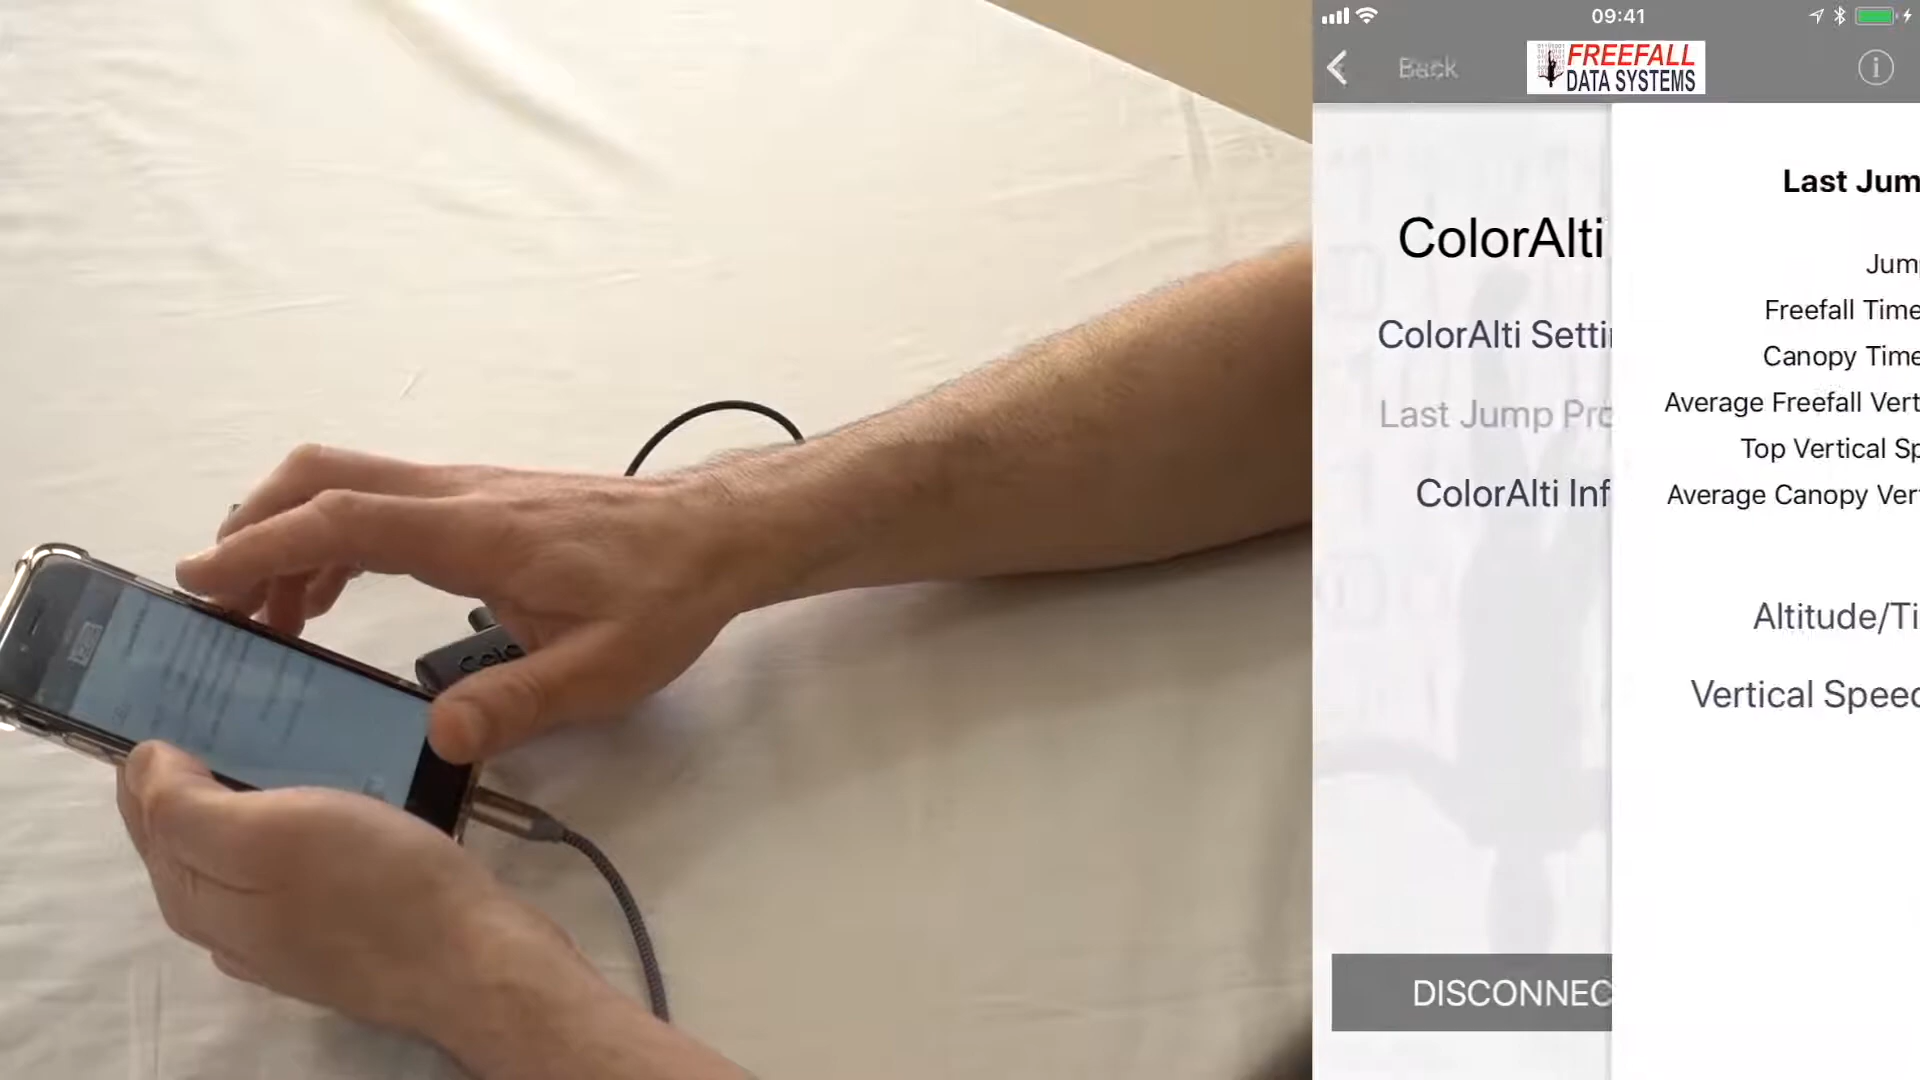 09:41
Back
FREEFALL
DATA SYSTEMS
ColorAlti
ColorAlti Setti
Last Jump Pro
ColorAlti Inf
DISCONNEC
Last Jum
Jum
Freefall Time
Canopy Time
Average Freefall Vert
Top Vertical Sp
Average Canopy Ver
Altitude/Ti
Vertical Speed
Colo